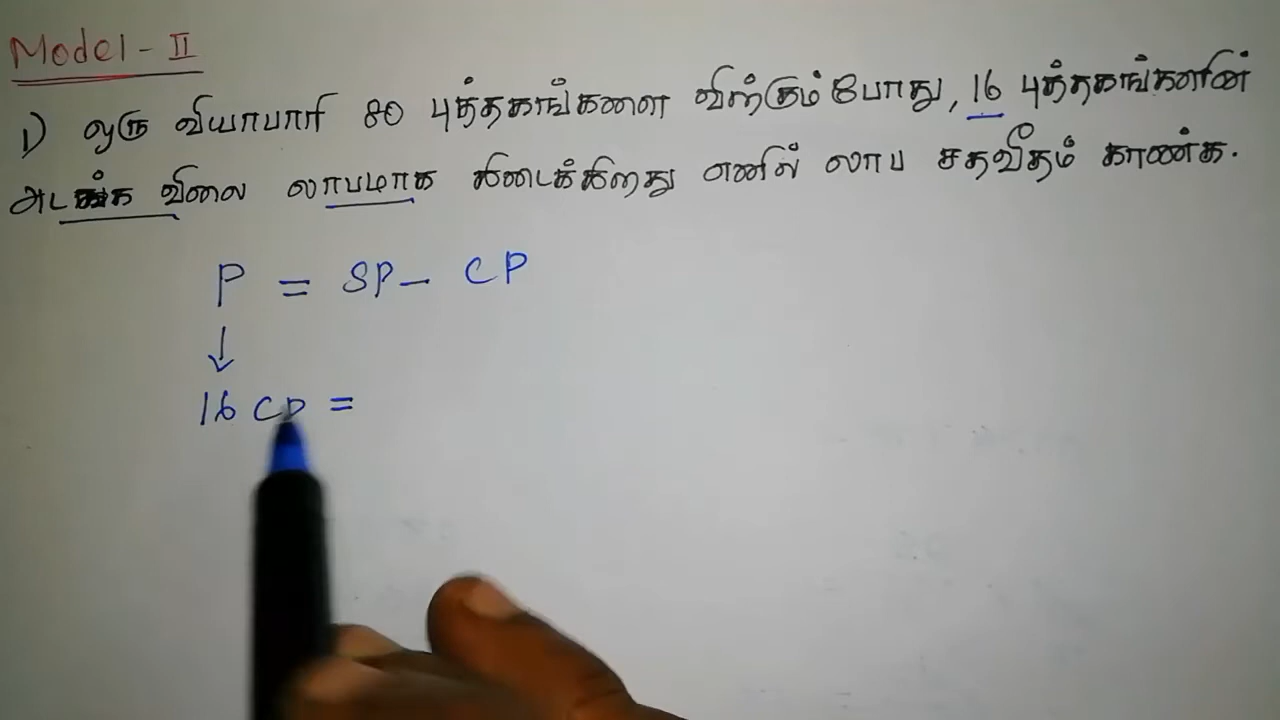 Model - II
1) ஒரு வியாபாரி 80 புத்தகங்களை விற்கும் போது, 16 புத்தகங்களின்
அடக்க விலை லாபமாக கிடைக்கிறது எனில் லாப சதவீதம் காண்க.
P = SP - CP
↓
16 CP =